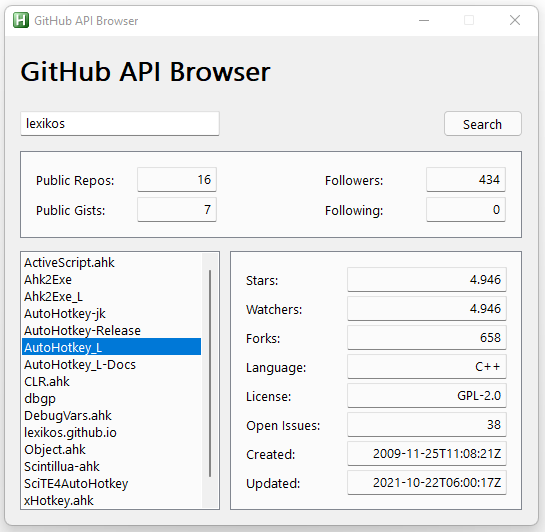 H GitHub API Browser
GitHub API Browser
lexikos Search
Public Repos: 16 Followers: 434
Public Gists: 7 Following: 0
ActiveScript.ahk
Ahk2Exe
Ahk2Exe_L
AutoHotkey-jk
AutoHotkey-Release
AutoHotkey_L
AutoHotkey_L-Docs
CLR.ahk
dbgp
DebugVars.ahk
lexikos.github.io
Object.ahk
Scintillua-ahk
SciTE4AutoHotkey
xHotkey.ahk
Stars: 4.946
Watchers: 4.946
Forks: 658
Language: C++
License: GPL-2.0
Open Issues: 38
Created: 2009-11-25T11:08:21Z
Updated: 2021-10-22T06:00:17Z